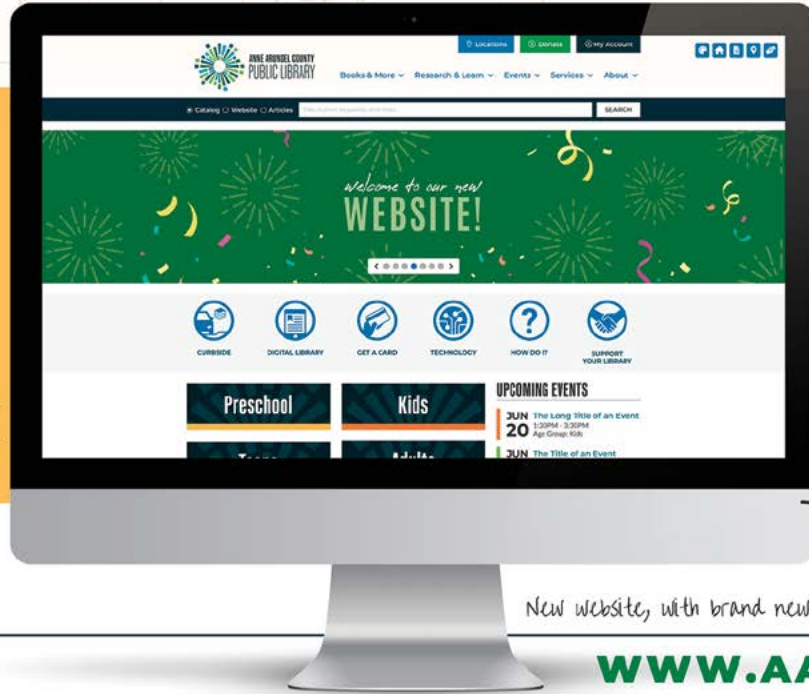 Locations
Donate
My Account
ANNE ARUNDEL COUNTY
PUBLIC LIBRARY
Books & More
Research & Learn
Events
Services
About
Catalog
Website
Articles
SEARCH
welcome to our new
WEBSITE!
CURBSIDE
DIGITAL LIBRARY
GET A CARD
TECHNOLOGY
HOW DO I?
SUPPORT
YOUR LIBRARY
Preschool
Kids
UPCOMING EVENTS
JUN
20
The Long Title of an Event
1:30PM - 3:30PM
Age Group: Kids
Teens
Adults
JUN
The Title of an Event
New website, with brand new
WWW.AA